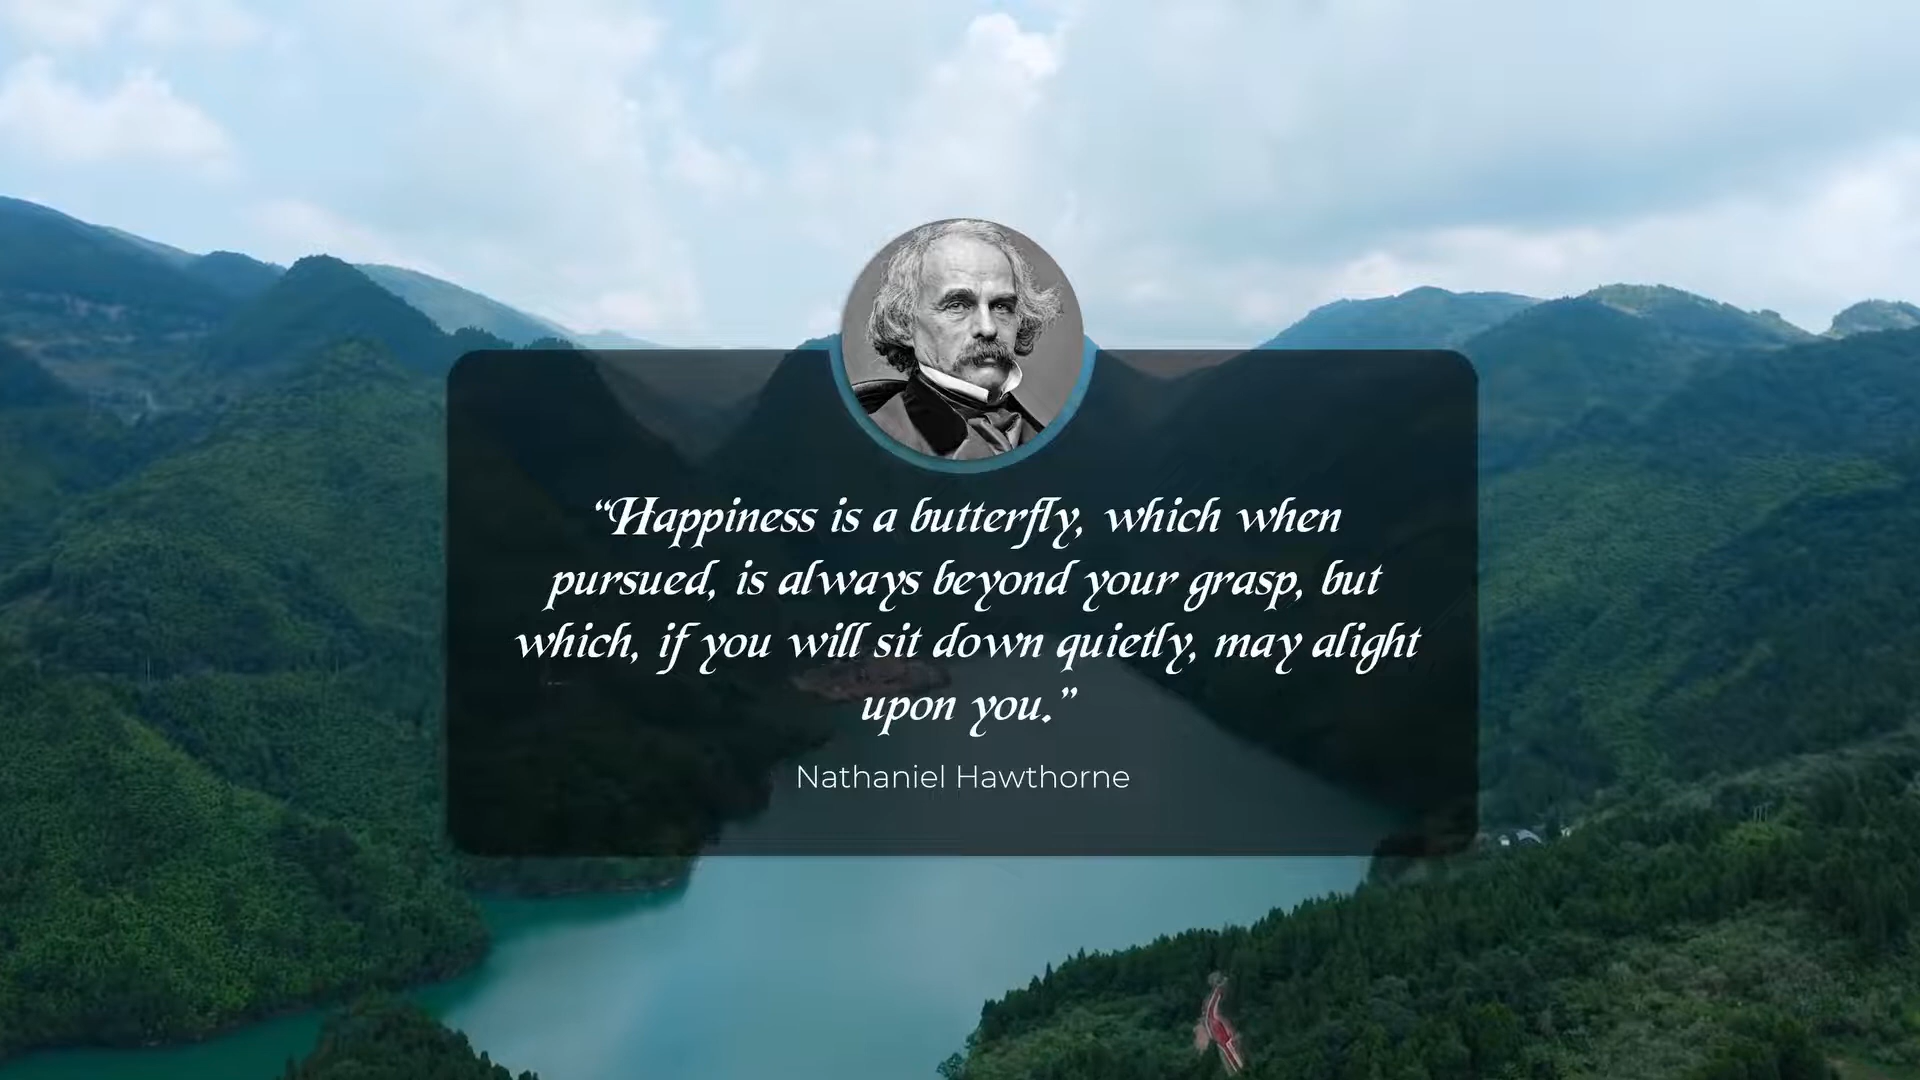 “Happiness is a butterfly, which when
pursued, is always beyond your grasp, but
which, if you will sit down quietly, may alight
upon you.”
Nathaniel Hawthorne